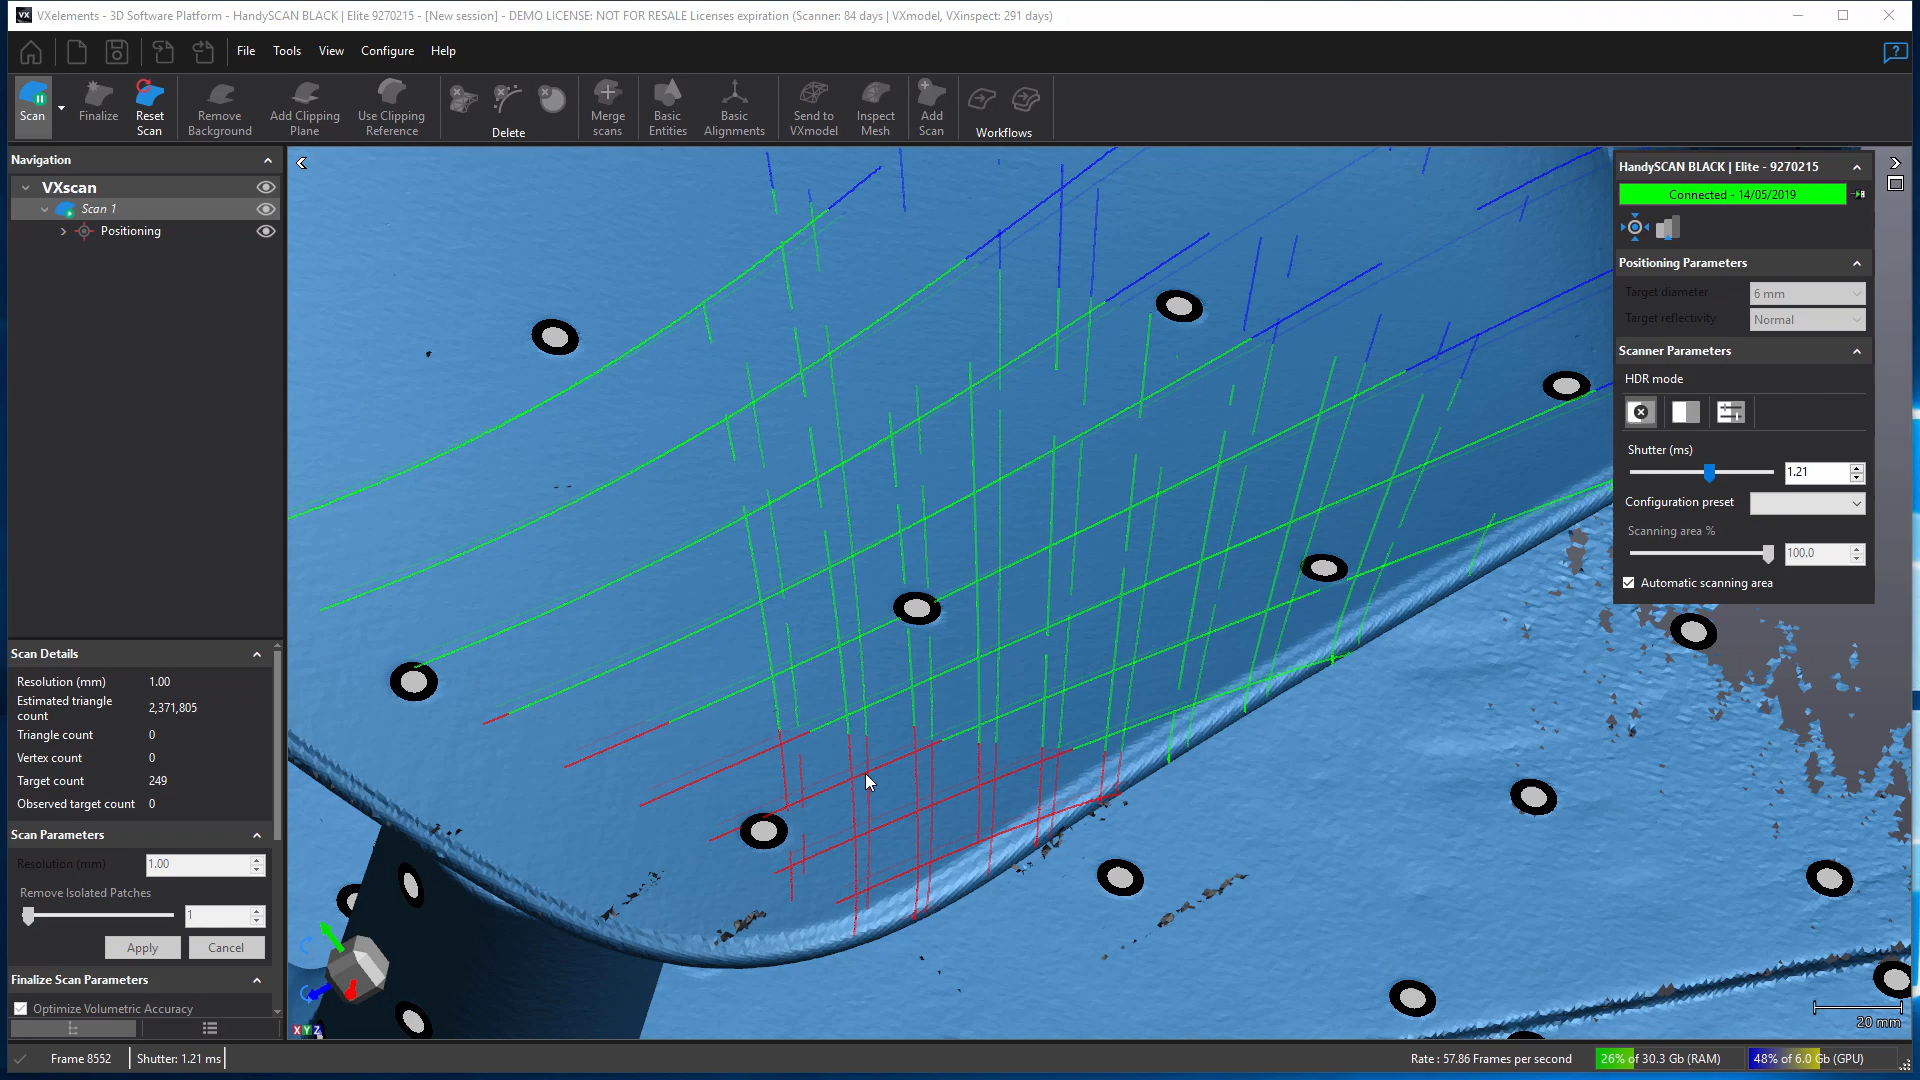 VXelements - 3D Software Platform - HandySCAN BLACK | Elite 9270215 - [New session] - DEMO LICENSE: NOT FOR RESALE Licenses expiration (Scanner: 84 days | VXmodel, VXinspect: 291 days)
File Tools View Configure Help
Scan
Finalize
Reset Scan
Remove Background
Add Clipping Plane
Use Clipping Reference
Delete
Merge scans
Basic Entities
Basic Alignments
Send to VXmodel
Inspect Mesh
Add Scan
Workflows
Navigation
VXscan
Scan 1
Positioning
Scan Details
Resolution (mm) 1.00
Estimated triangle count 2,371,805
Triangle count 0
Vertex count 0
Target count 249
Observed target count 0
Scan Parameters
Resolution (mm) 1.00
Remove Isolated Patches
1
Apply Cancel
Finalize Scan Parameters
Optimize Volumetric Accuracy
HandySCAN BLACK | Elite - 9270215
Connected - 14/05/2019
Positioning Parameters
Target diameter 6 mm
Target reflectivity Normal
Scanner Parameters
HDR mode
Shutter (ms)
1.21
Configuration preset
Scanning area %
100.0
Automatic scanning area
XYZ
20 mm
Frame 8552
Shutter: 1.21 ms
Rate : 57.86 Frames per second
26% of 30.3 Gb (RAM)
48% of 6.0 Gb (GPU)